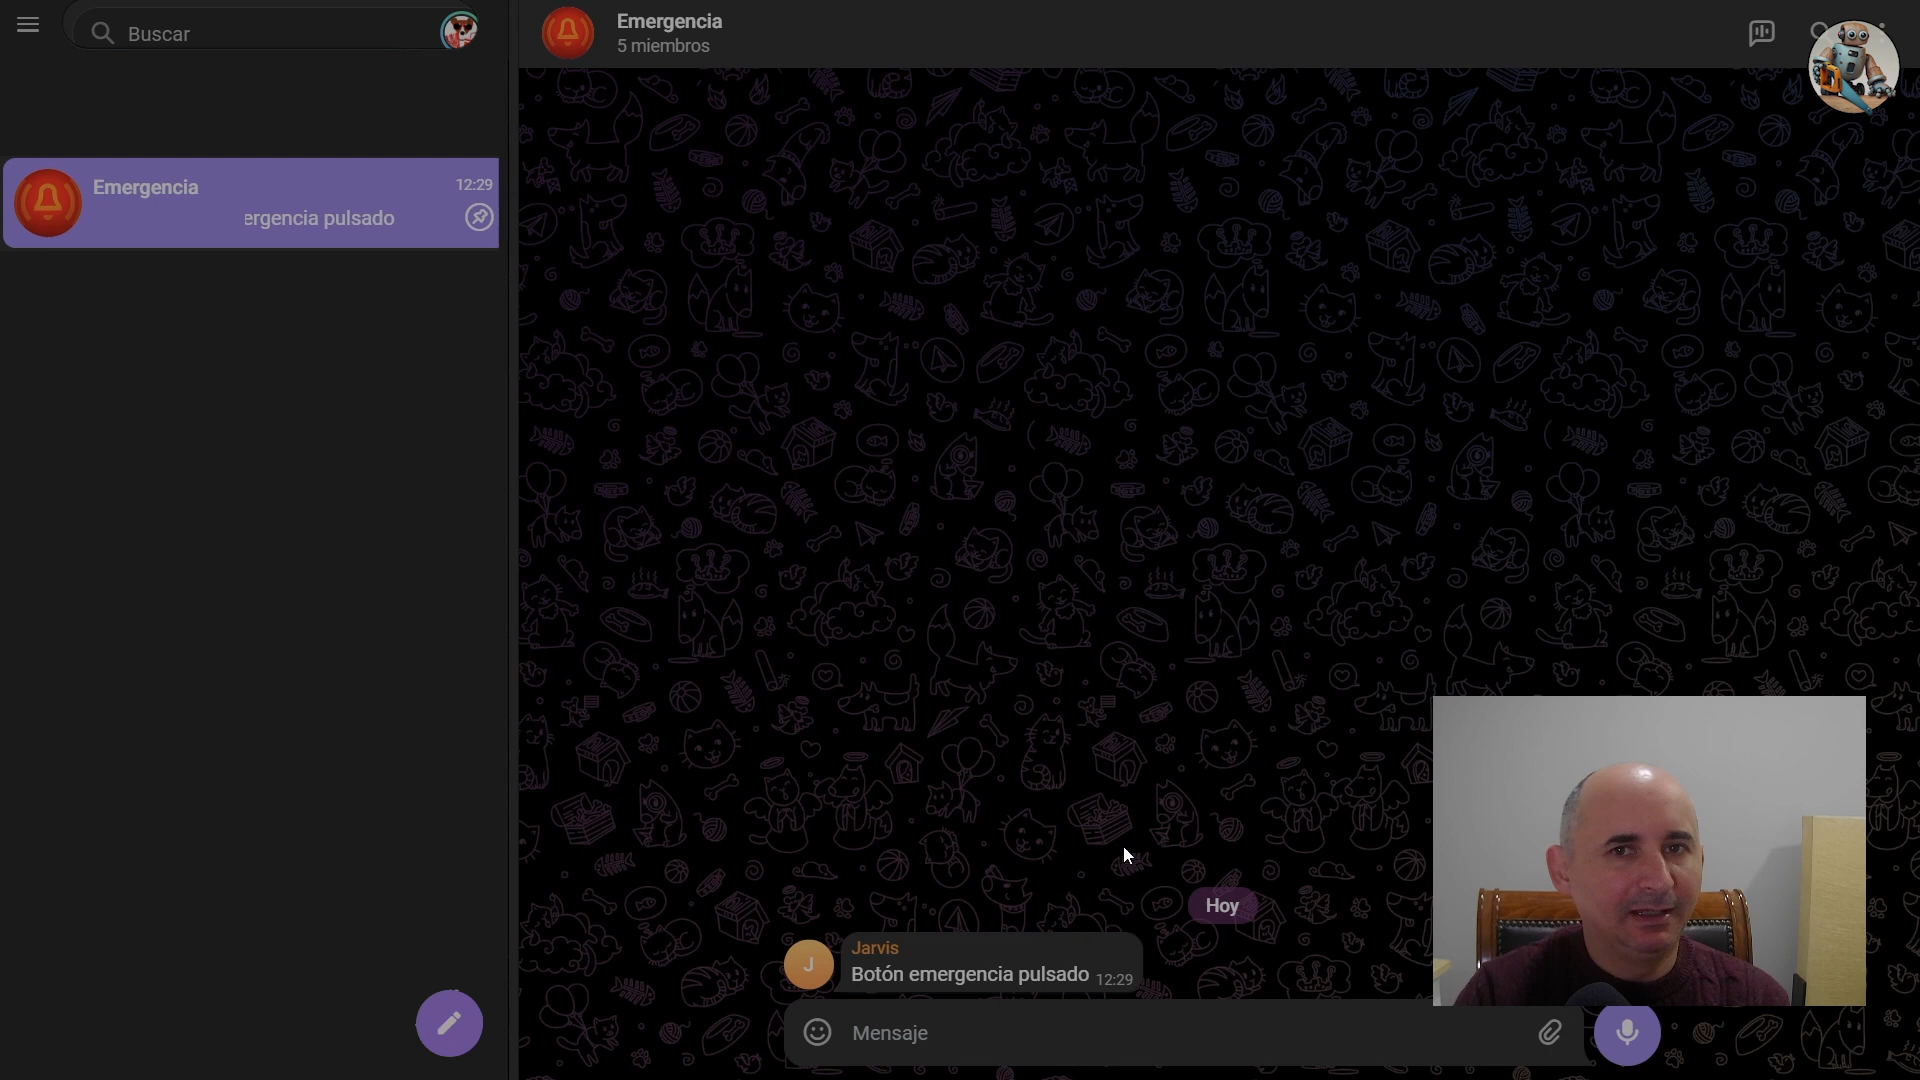 Buscar
Emergencia
12:29
ergencia pulsado
Emergencia
5 miembros
Hoy
J
Jarvis
Botón emergencia pulsado 12:29
Mensaje